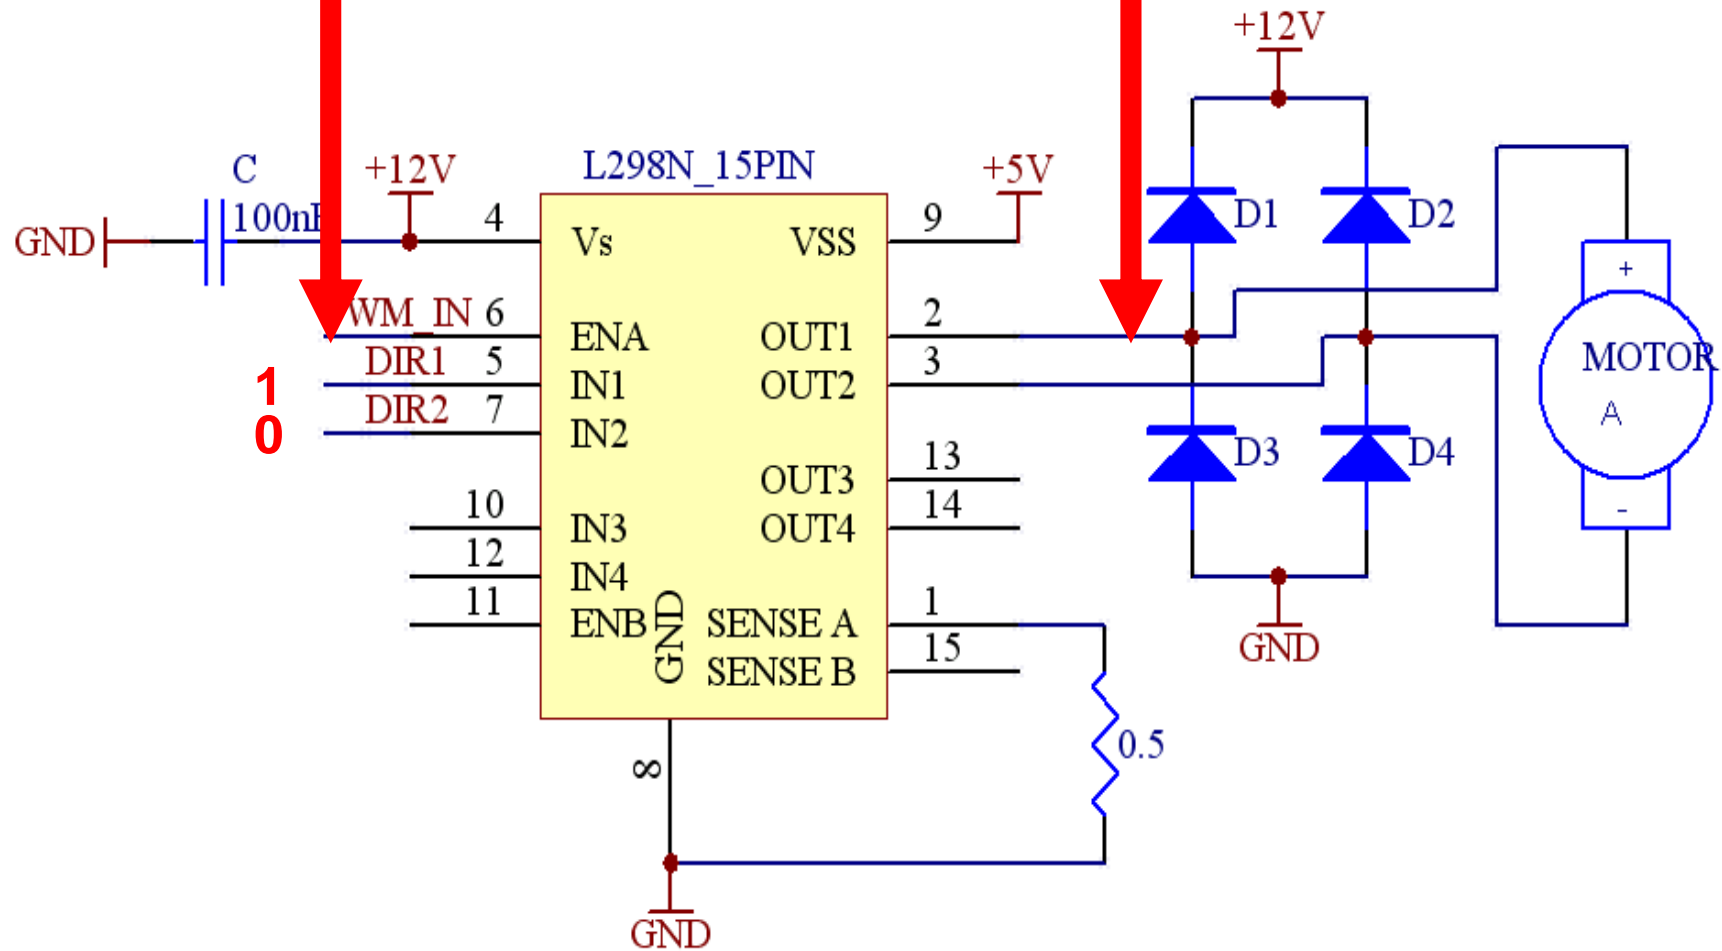 +12V
C
+12V
L298N_15PIN
+5V
100n
4
9
GND
Vs
VSS
D1
D2
+
WM_IN
6
2
ENA
OUT1
MOTOR
A
1
DIR1
5
3
IN1
OUT2
0
DIR2
7
IN2
D3
D4
13
OUT3
10
14
IN3
OUT4
-
12
IN4
11
1
ENB
GND
SENSE A
15
SENSE B
GND
8
0.5
GND